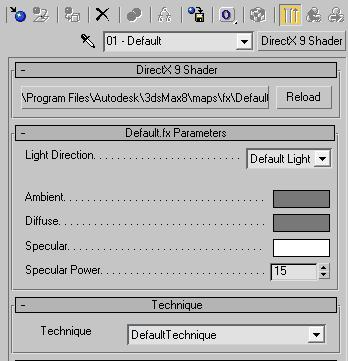 01 - Default DirectX 9 Shader
- DirectX 9 Shader
\Program Files\Autodesk\3dsMax8\maps\fx\Default Reload
- Default.fx Parameters
Light Direction. . . . . . . . . . . . . . . . . . . . . . . Default Light
Ambient. . . . . . . . . . . . . . . . . . . . . . . . . . . . . .
Diffuse. . . . . . . . . . . . . . . . . . . . . . . . . . . . . . .
Specular. . . . . . . . . . . . . . . . . . . . . . . . . . . . . .
Specular Power. . . . . . . . . . . . . . . . . . . . . . . 15
- Technique
Technique DefaultTechnique